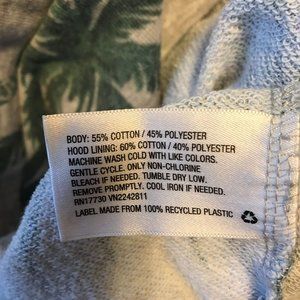 BODY: 55% COTTON / 45% POLYESTER
HOOD LINING: 60% COTTON / 40% POLYESTER
MACHINE WASH COLD WITH LIKE COLORS.
GENTLE CYCLE. ONLY NON-CHLORINE
BLEACH IF NEEDED. TUMBLE DRY LOW.
REMOVE PROMPTLY. COOL IRON IF NEEDED.
RN17730 VN2242811
LABEL MADE FROM 100% RECYCLED PLASTIC